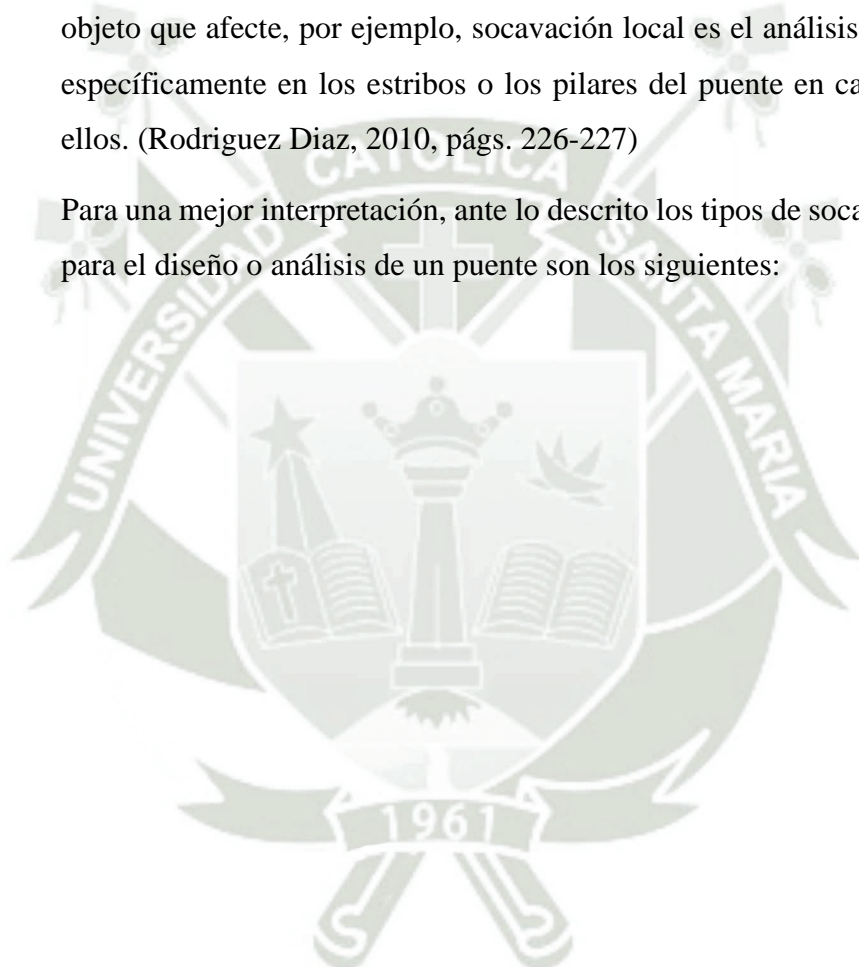 objeto que afecte, por ejemplo, socavación local es el análisis
específicamente en los estribos o los pilares del puente en ca
ellos. (Rodriguez Diaz, 2010, págs. 226-227)
Para una mejor interpretación, ante lo descrito los tipos de soca
para el diseño o análisis de un puente son los siguientes:
UNIVERSIDAD CATOLICA SANTA MARIA
1961